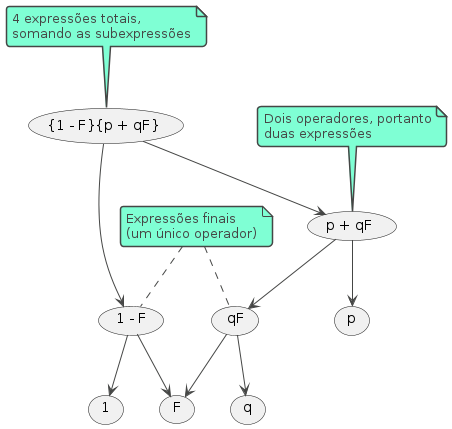 4 expressões totais,
somando as subexpressões
{1 - F}{p + qF}
Dois operadores, portanto
duas expressões
Expressões finais
(um único operador)
p + qF
1 - F
qF
p
1
F
q